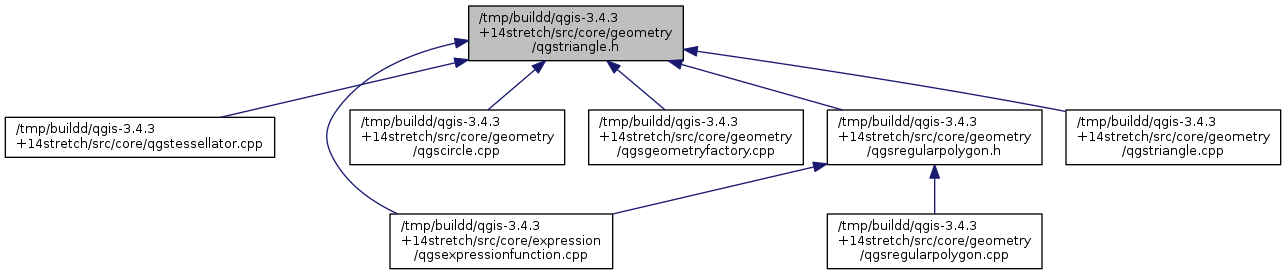 /tmp/buildd/qgis-3.4.3
+14stretch/src/core/geometry
/qgstriangle.h
/tmp/buildd/qgis-3.4.3
+14stretch/src/core/qgstessellator.cpp
/tmp/buildd/qgis-3.4.3
+14stretch/src/core/geometry
/qgscircle.cpp
/tmp/buildd/qgis-3.4.3
+14stretch/src/core/geometry
/qgsgeometryfactory.cpp
/tmp/buildd/qgis-3.4.3
+14stretch/src/core/geometry
/qgsregularpolygon.h
/tmp/buildd/qgis-3.4.3
+14stretch/src/core/geometry
/qgstriangle.cpp
/tmp/buildd/qgis-3.4.3
+14stretch/src/core/expression
/qgsexpressionfunction.cpp
/tmp/buildd/qgis-3.4.3
+14stretch/src/core/geometry
/qgsregularpolygon.cpp